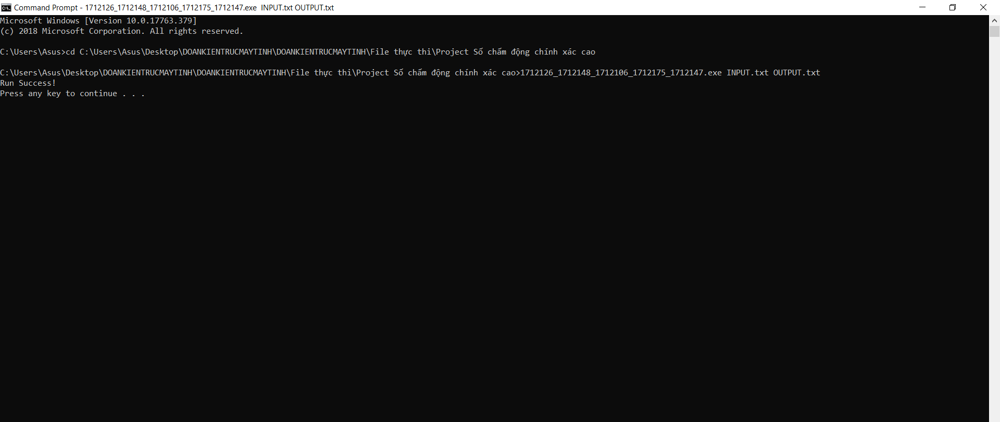 Command Prompt - 1712126_1712148_1712106_1712175_1712147.exe  INPUT.txt OUTPUT.txt
Microsoft Windows [Version 10.0.17763.379]
(c) 2018 Microsoft Corporation. All rights reserved.
C:\Users\Asus>cd C:\Users\Asus\Desktop\DOANKIENTRUCMAYTINH\DOANKIENTRUCMAYTINH\File thực thi\Project Số chấm động chính xác cao
C:\Users\Asus\Desktop\DOANKIENTRUCMAYTINH\DOANKIENTRUCMAYTINH\File thực thi\Project Số chấm động chính xác cao>1712126_1712148_1712106_1712175_1712147.exe INPUT.txt OUTPUT.txt
Run Success!
Press any key to continue . . .